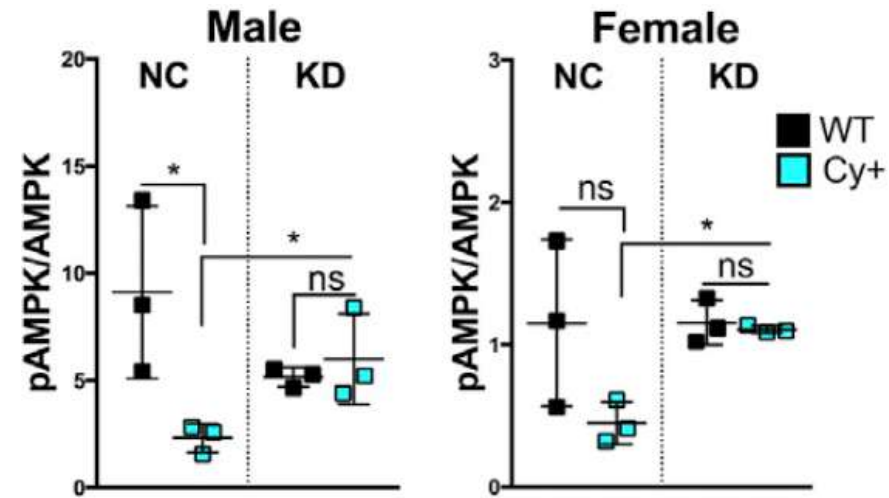 Male
NC KD
20
15
10
5
0
pAMPK/AMPK
*
*
ns
Female
NC KD
3
2
1
0
pAMPK/AMPK
ns
*
ns
WT
Cy+